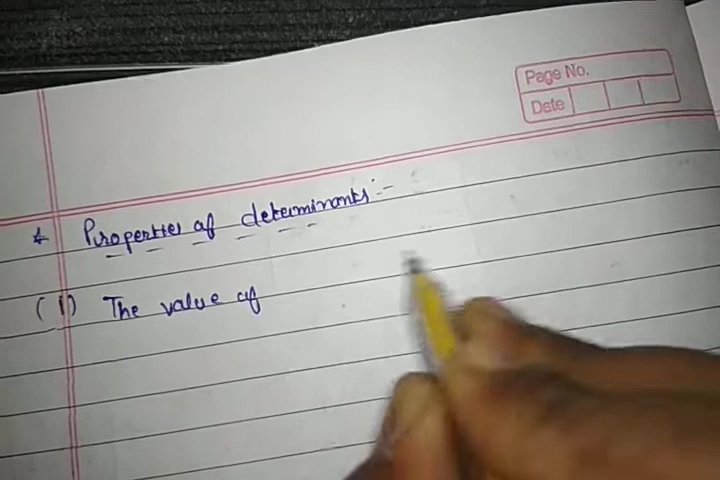 Page No.
Date
* Properties of determinants:-
(1) The value of